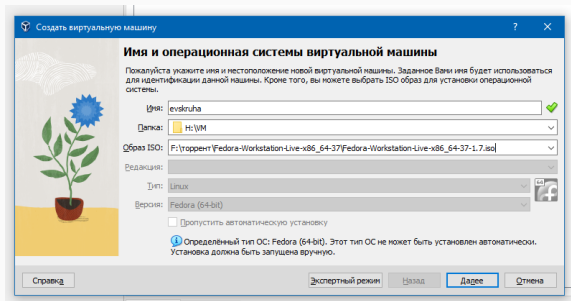 Создать виртуальную машину
Имя и операционная системы виртуальной машины
Пожалуйста укажите имя и местоположение новой виртуальной машины. Заданное Вами имя будет использоваться
для идентификации данной машины. Кроме того, вы можете выбрать ISO образ для установки операционной
системы.
Имя: evskruha
Папка: H:\VM
Образ ISO: F:\торрент\Fedora-Workstation-Live-x86_64-37\Fedora-Workstation-Live-x86_64-37-1.7.iso
Редакция:
Тип: Linux
64
Версия: Fedora (64-bit)
Пропустить автоматическую установку
Определённый тип ОС: Fedora (64-bit). Этот тип ОС не может быть установлен автоматически.
Установка должна быть запущена вручную.
Справка Экспертный режим Назад Далее Отмена